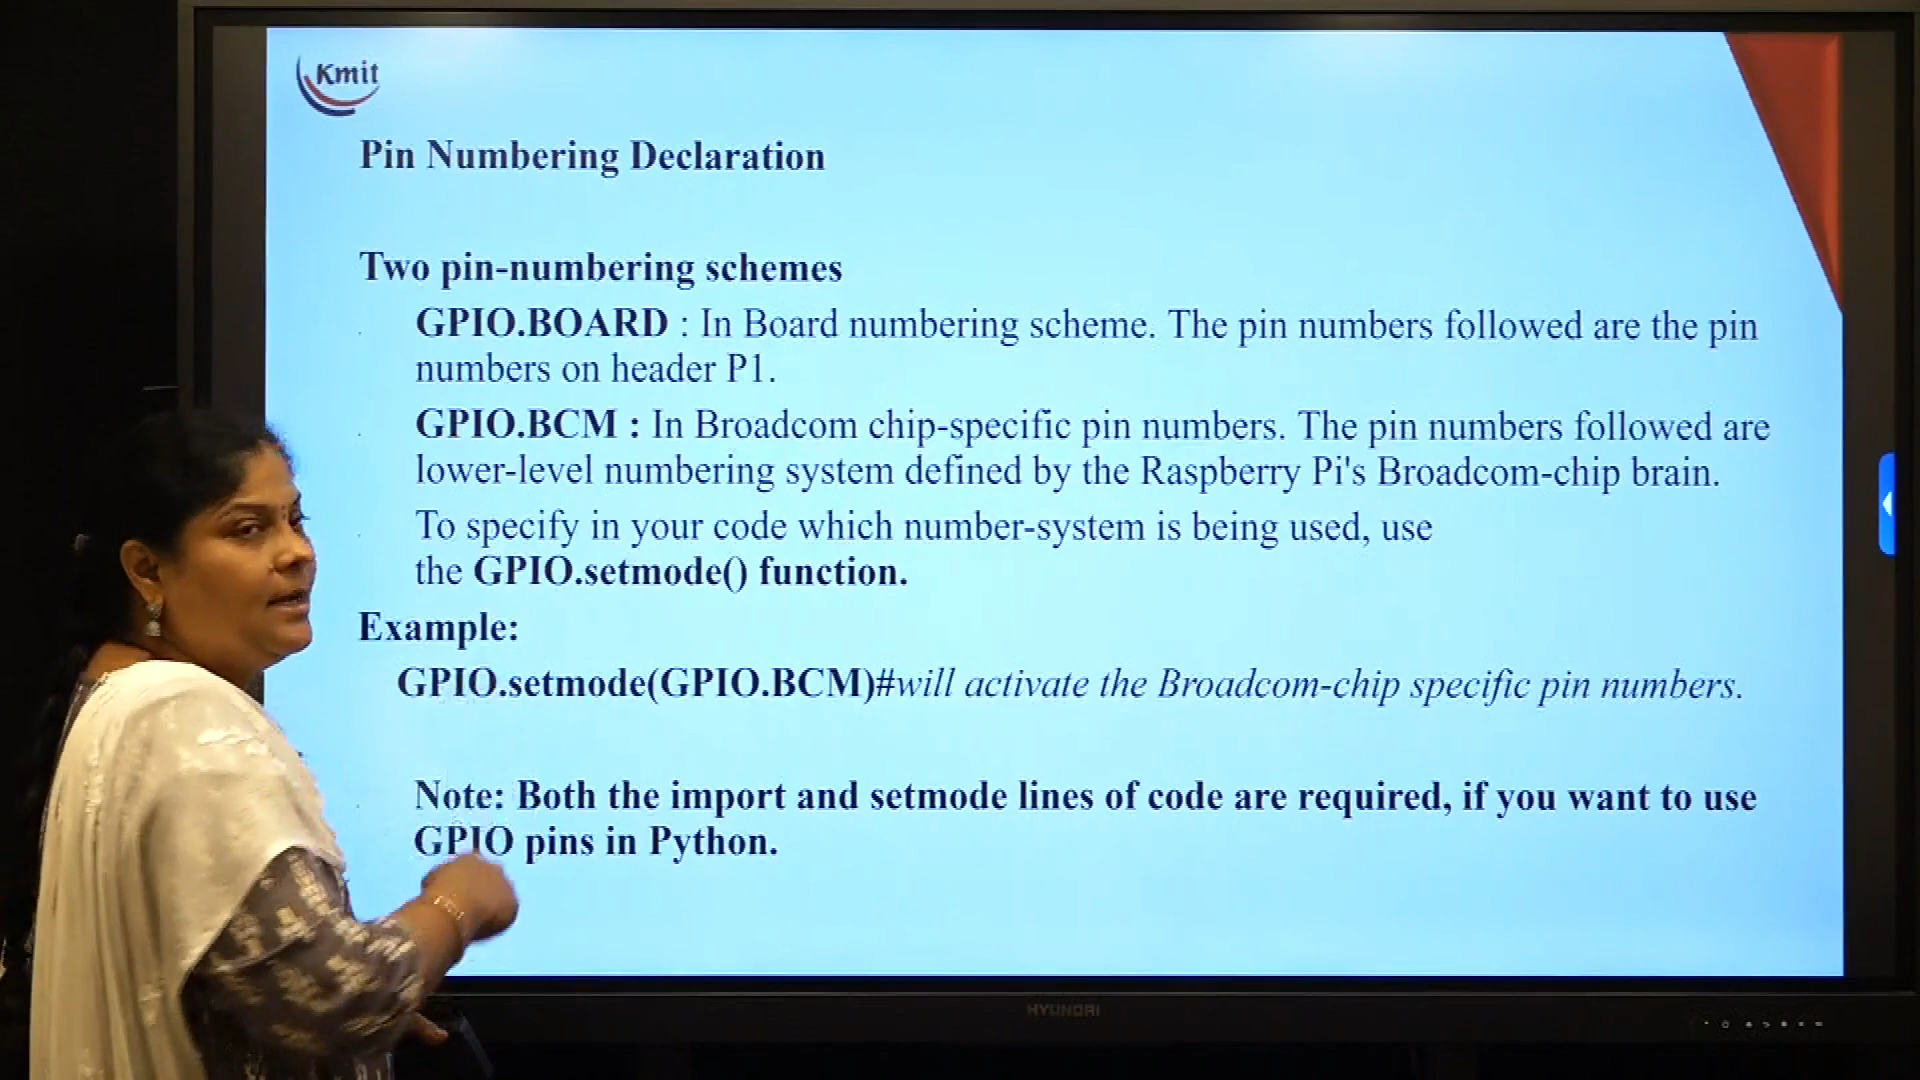 Kmit
Pin Numbering Declaration
Two pin-numbering schemes
GPIO.BOARD : In Board numbering scheme. The pin numbers followed are the pin
numbers on header P1.
GPIO.BCM : In Broadcom chip-specific pin numbers. The pin numbers followed are
lower-level numbering system defined by the Raspberry Pi's Broadcom-chip brain.
To specify in your code which number-system is being used, use
the GPIO.setmode() function.
Example:
GPIO.setmode(GPIO.BCM)#will activate the Broadcom-chip specific pin numbers.
Note: Both the import and setmode lines of code are required, if you want to use
GPIO pins in Python.
HYUNDAI